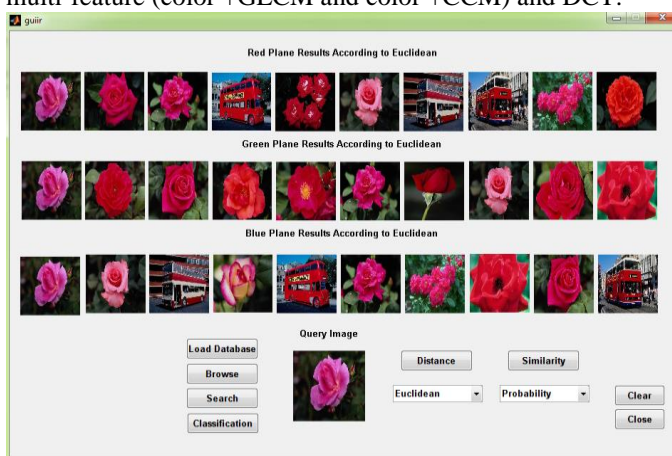 multi-feature (color +GLCM and color +CCM) and DCT.
guiir
Red Plane Results According to Euclidean
Green Plane Results According to Euclidean
Blue Plane Results According to Euclidean
Query Image
Load Database
Browse
Search
Classification
Distance
Similarity
Euclidean
Probability
Clear
Close